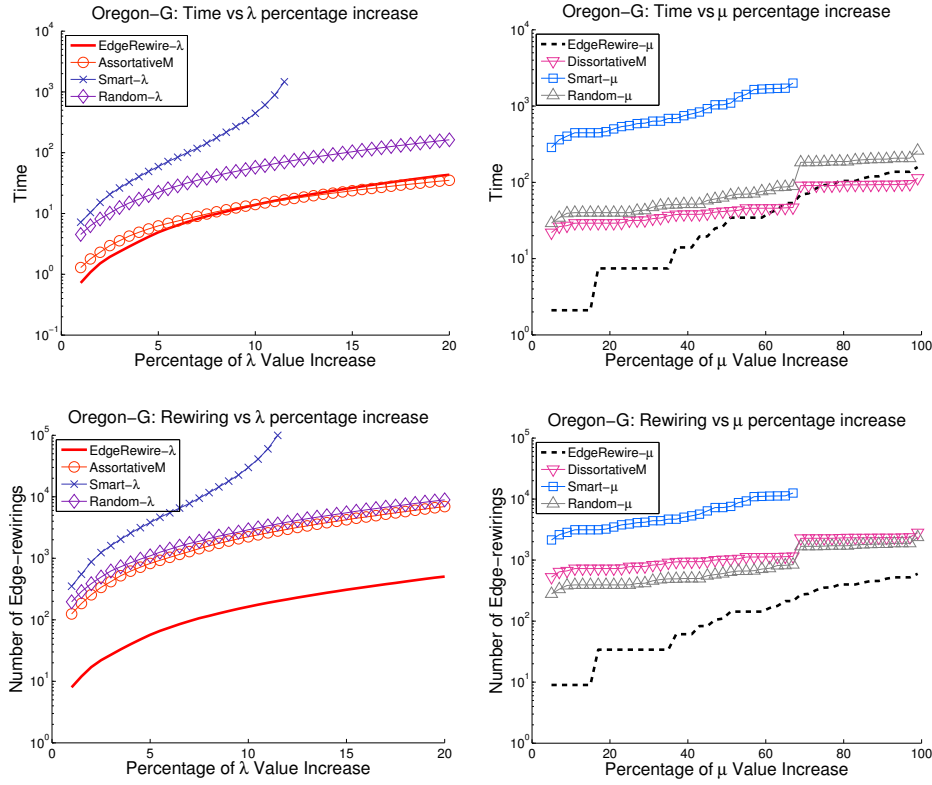 Oregon−G: Time vs λ percentage increase
Time
10^4
10^3
10^2
10^1
10^0
10^−1
EdgeRewire−λ
AssortativeM
Smart−λ
Random−λ
0 5 10 15 20
Percentage of λ Value Increase
Oregon−G: Time vs μ percentage increase
Time
10^4
10^3
10^2
10^1
10^0
EdgeRewire−μ
DissortativeM
Smart−μ
Random−μ
0 20 40 60 80 100
Percentage of μ Value Increase
Oregon−G: Rewiring vs λ percentage increase
Number of Edge−rewirings
10^5
10^4
10^3
10^2
10^1
10^0
EdgeRewire−λ
AssortativeM
Smart−λ
Random−λ
0 5 10 15 20
Percentage of λ Value Increase
Oregon−G: Rewiring vs μ percentage increase
Number of Edge−rewirings
10^5
10^4
10^3
10^2
10^1
10^0
EdgeRewire−μ
DissortativeM
Smart−μ
Random−μ
0 20 40 60 80 100
Percentage of μ Value Increase